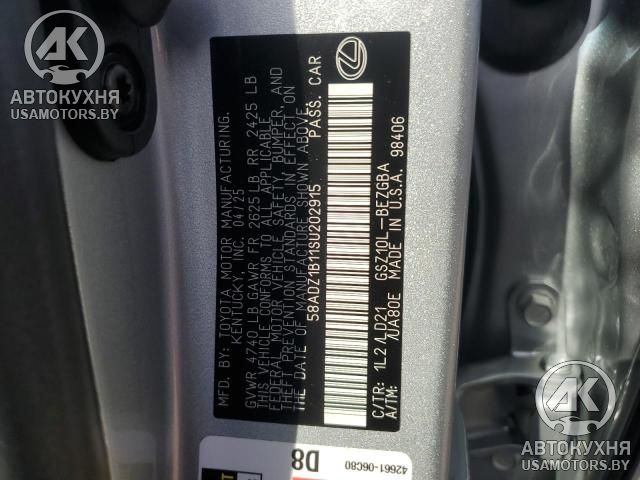 MFD. BY: TOYOTA MOTOR MANUFACTURING,
KENTUCKY, INC. 04/25
GVWR 4740 LB GAWR FR 2625 LB RR 2425 LB
THIS VEHICLE CONFORMS TO ALL APPLICABLE
FEDERAL MOTOR VEHICLE SAFETY, BUMPER, AND
THEFT PREVENTION STANDARDS IN EFFECT ON
THE DATE OF MANUFACTURE SHOWN ABOVE.
58ADZ1B11SU202915 PASS. CAR
C/TR: 1L2 / LD21 GSZ10L-BEZGBA
A/TM: /UA80E MADE IN U.S.A. 98406
D8
42661-06C80
АК
АВТОКУХНЯ
USAMOTORS.BY
АК
АВТОКУХНЯ
USAMOTORS.BY